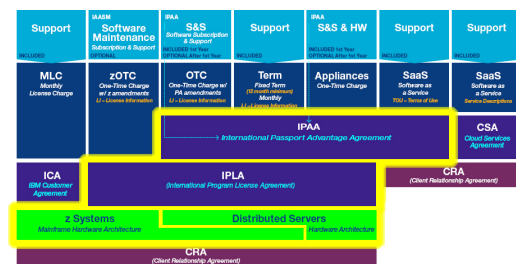 Support
INCLUDED
IAASM
Software
Maintenance
Subscription & Support
OPTIONAL
IPAA
S&S
Software Subscription
& Support
INCLUDED 1st Year
OPTIONAL After 1st Year
Support
INCLUDED
IPAA
S&S & HW
INCLUDED 1st Year
OPTIONAL After 1st Year
Support
INCLUDED
Support
INCLUDED
MLC
Monthly
License Charge
zOTC
One-Time Charge
w/ z amendments
LI – License Information
OTC
One-Time Charge w/
PA amendments
LI – License Information
Term
Fixed Term
(12 month minimum)
Monthly
LI – License Information
Appliances
One-Time Charge
SaaS
Software as
a Service
TOU – Terms of Use
SaaS
Software as
a Service
Service Descriptions
IPAA
International Passport Advantage Agreement
CSA
Cloud Services
Agreement
ICA
IBM Customer
Agreement
IPLA
(International Program License Agreement)
CRA
(Client Relationship Agreement)
z Systems
Mainframe Hardware Architecture
Distributed Servers
Hardware Architecture
CRA
(Client Relationship Agreement)